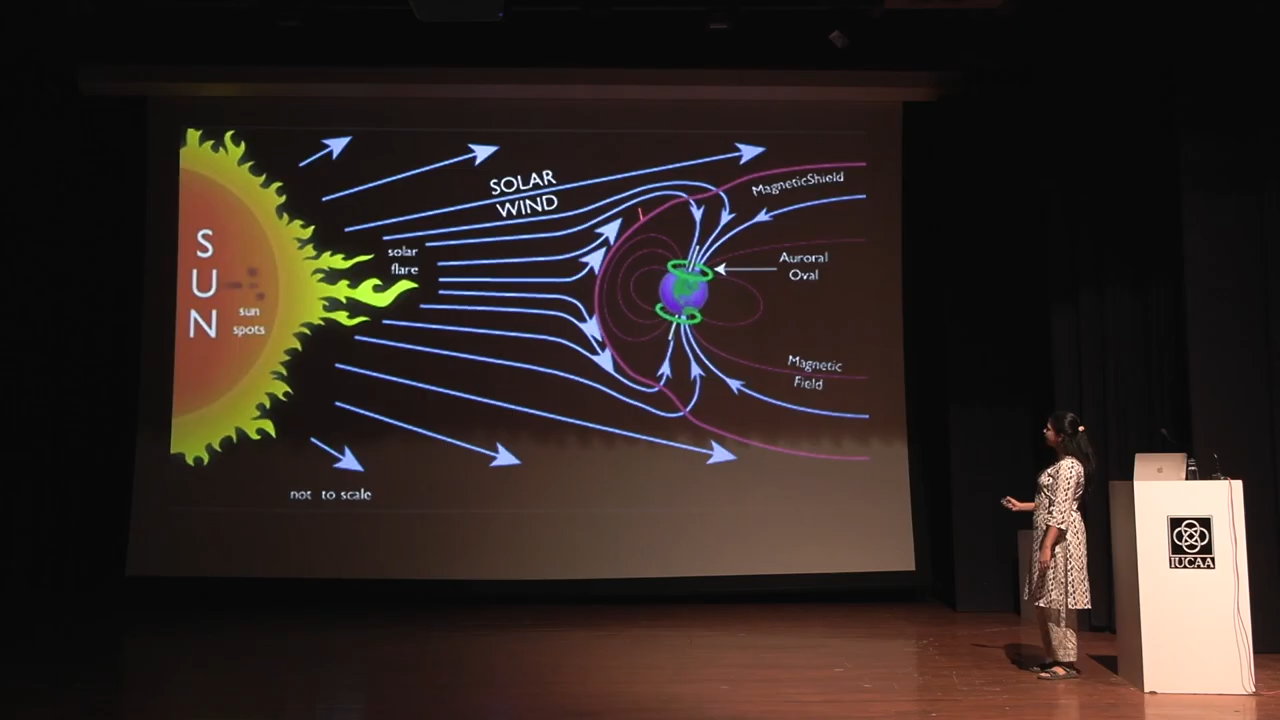 SOLAR
WIND
MagneticShield
solar
flare
SUN
sun
spots
Auroral
Oval
Magnetic
Field
not to scale
IUCAA